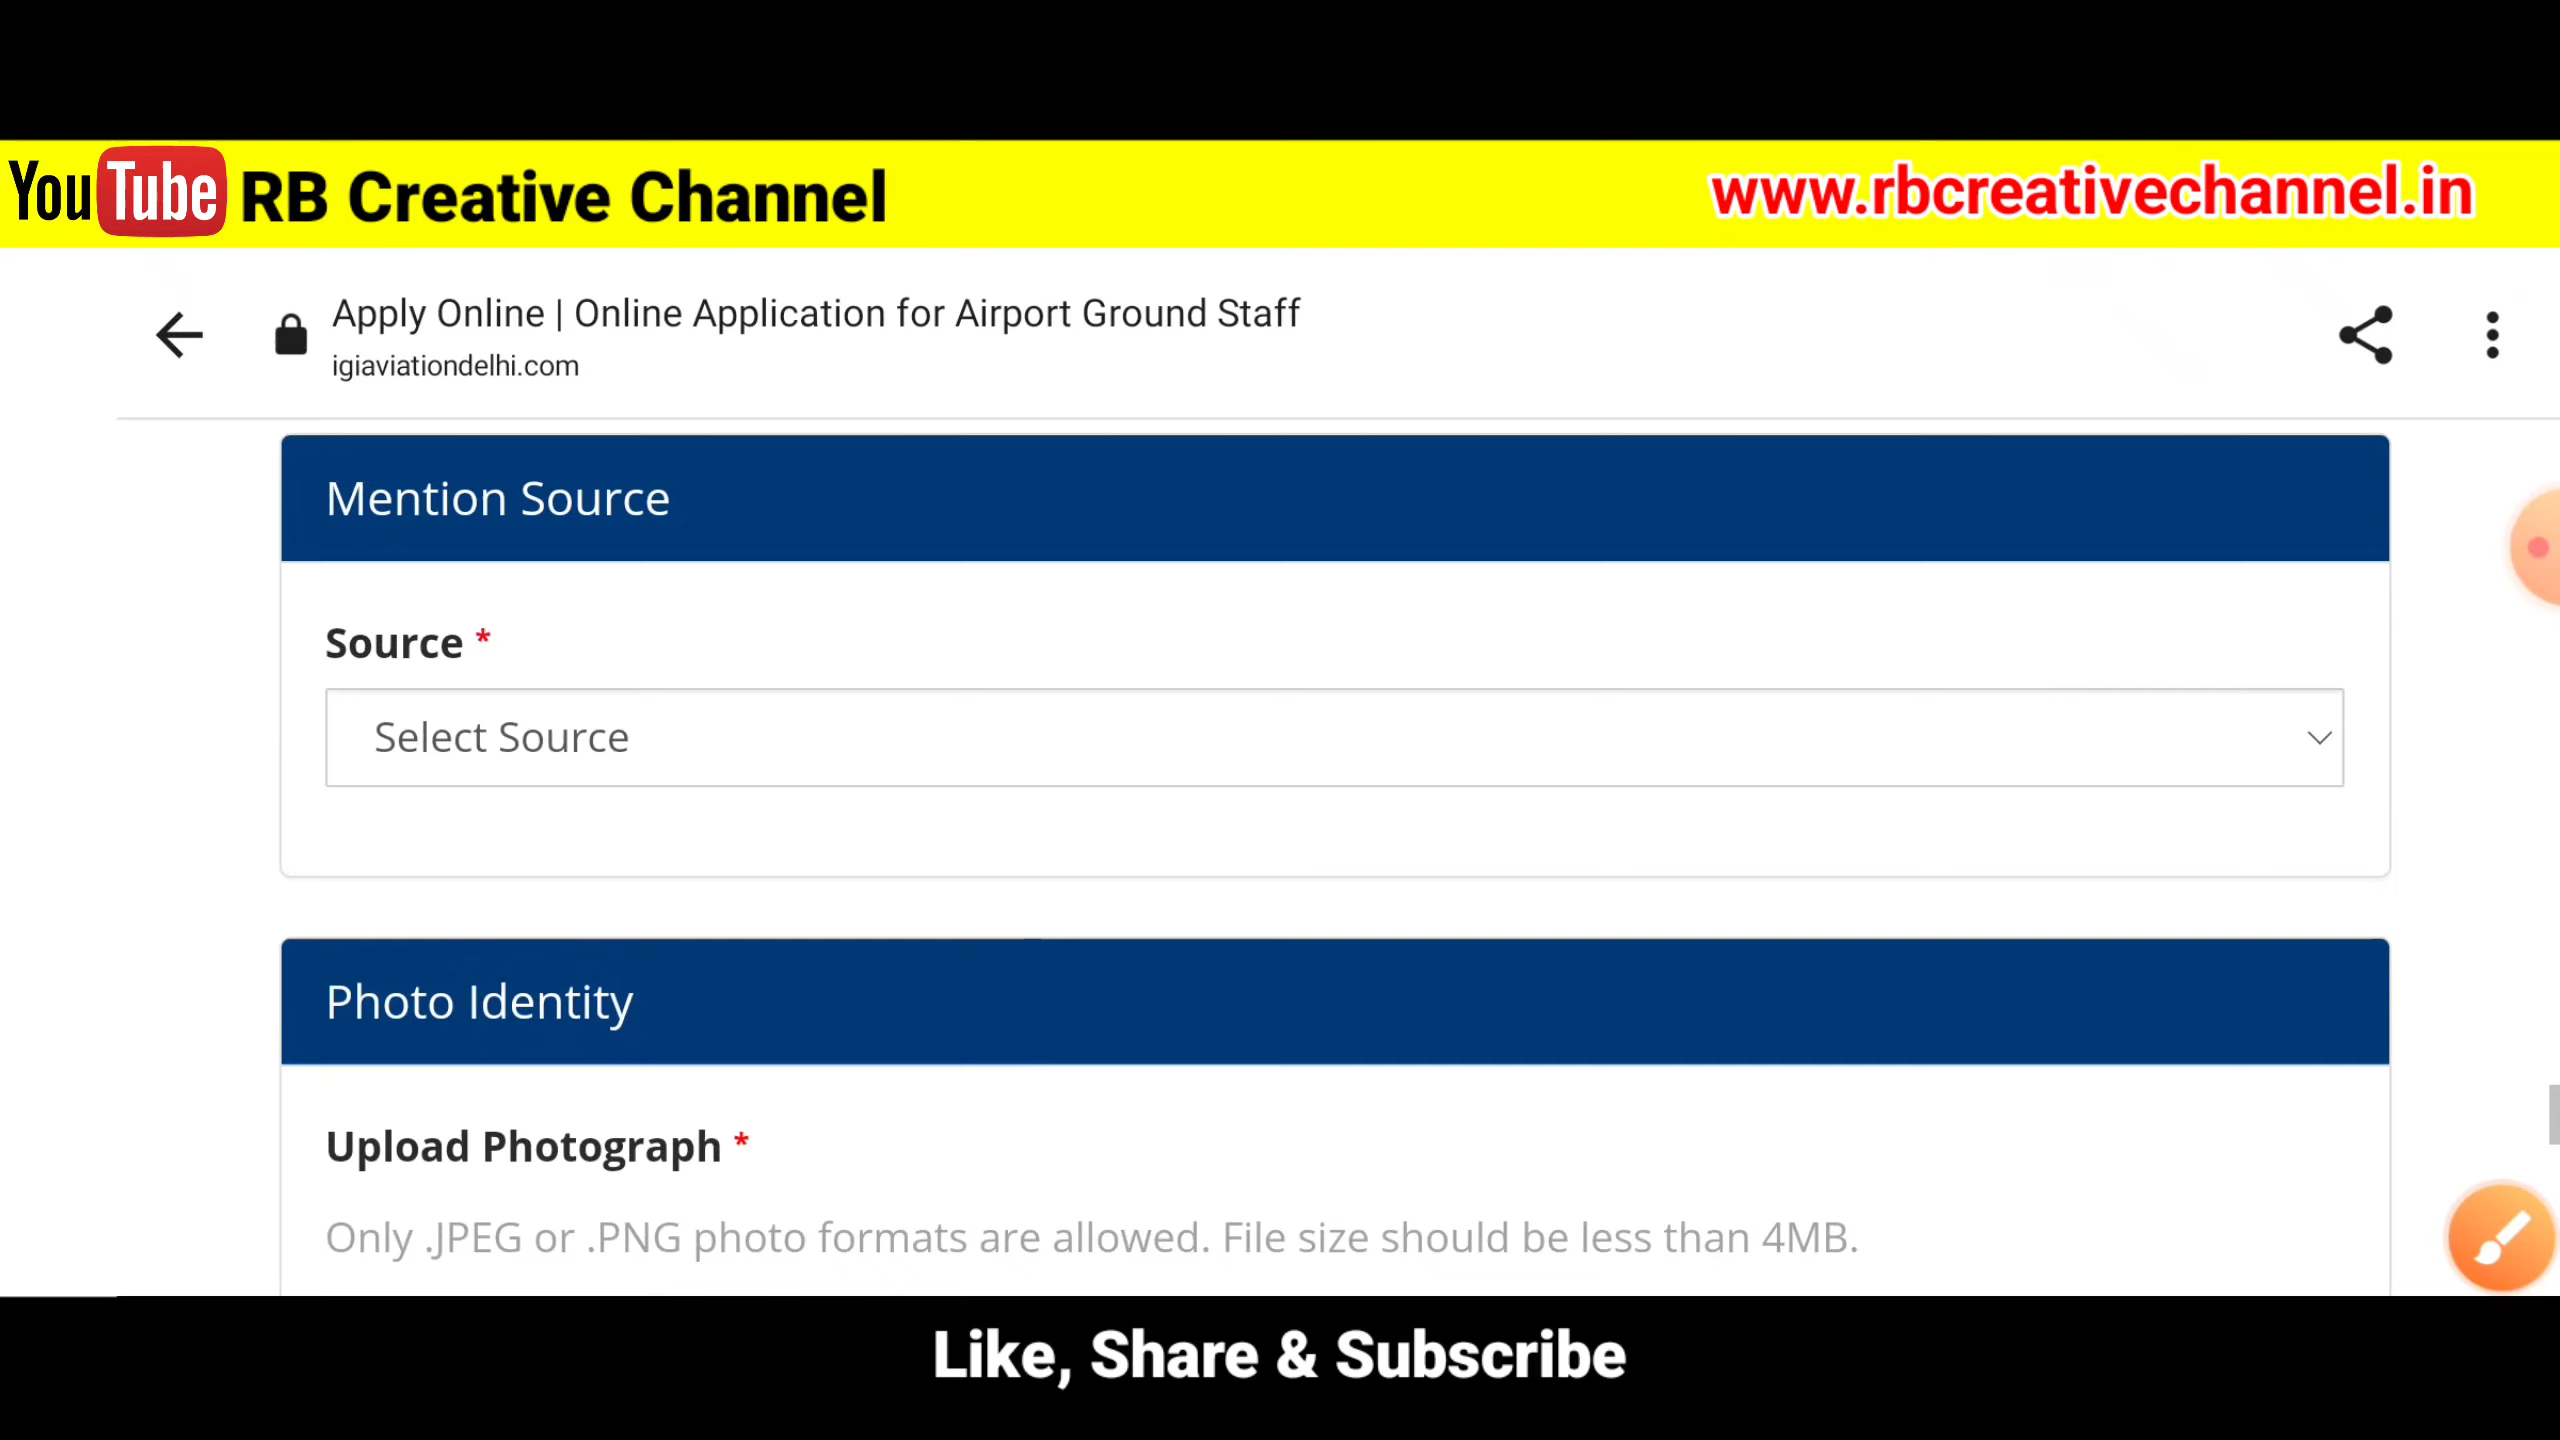 YouTube RB Creative Channel
www.rbcreativechannel.in
Apply Online | Online Application for Airport Ground Staff
igiaviationdelhi.com
Mention Source
Source *
Select Source
Photo Identity
Upload Photograph *
Only .JPEG or .PNG photo formats are allowed. File size should be less than 4MB.
Like, Share & Subscribe